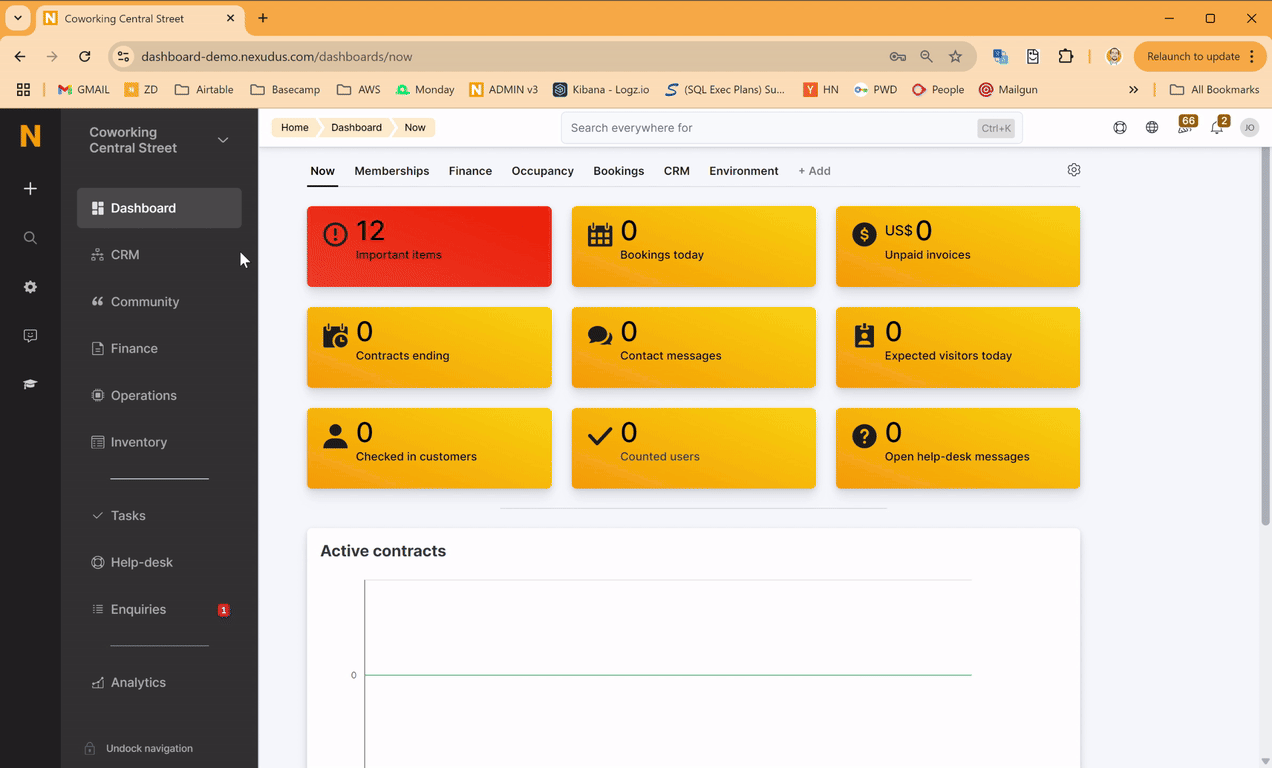 N Coworking Central Street
dashboard-demo.nexudus.com/dashboards/now
Relaunch to update
GMAIL
N ZD
Airtable
Basecamp
AWS
Monday
N ADMIN v3
Kibana - Logz.io
(SQL Exec Plans) Su...
Y HN
PWD
People
Mailgun
All Bookmarks
N
Coworking
Central Street
Home
Dashboard
Now
Search everywhere for
Ctrl+K
66
2
JO
Dashboard
CRM
Community
Finance
Operations
Inventory
Tasks
Help-desk
Enquiries
1
Analytics
Undock navigation
Now
Memberships
Finance
Occupancy
Bookings
CRM
Environment
+ Add
12
Important items
0
Bookings today
US$ 0
Unpaid invoices
0
Contracts ending
0
Contact messages
0
Expected visitors today
0
Checked in customers
0
Counted users
0
Open help-desk messages
Active contracts
0